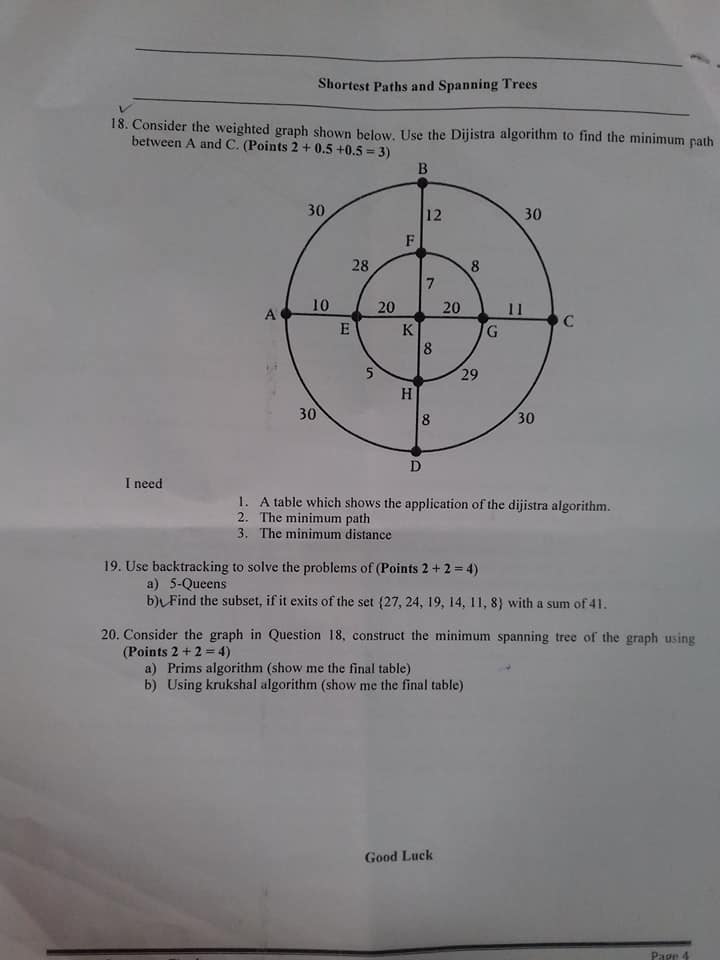 Shortest Paths and Spanning Trees
18. Consider the weighted graph shown below. Use the Dijistra algorithm to find the minimum path
between A and C. (Points 2 + 0.5 +0.5 = 3)
B
30
12
30
F
28
8
7
A
10
20
20
11
C
E
K
G
8
5
29
H
30
8
30
D
I need
1. A table which shows the application of the dijistra algorithm.
2. The minimum path
3. The minimum distance
19. Use backtracking to solve the problems of (Points 2 + 2 = 4)
a) 5-Queens
b) Find the subset, if it exits of the set {27, 24, 19, 14, 11, 8} with a sum of 41.
20. Consider the graph in Question 18, construct the minimum spanning tree of the graph using
(Points 2 + 2 = 4)
a) Prims algorithm (show me the final table)
b) Using krukshal algorithm (show me the final table)
Good Luck
Page 4